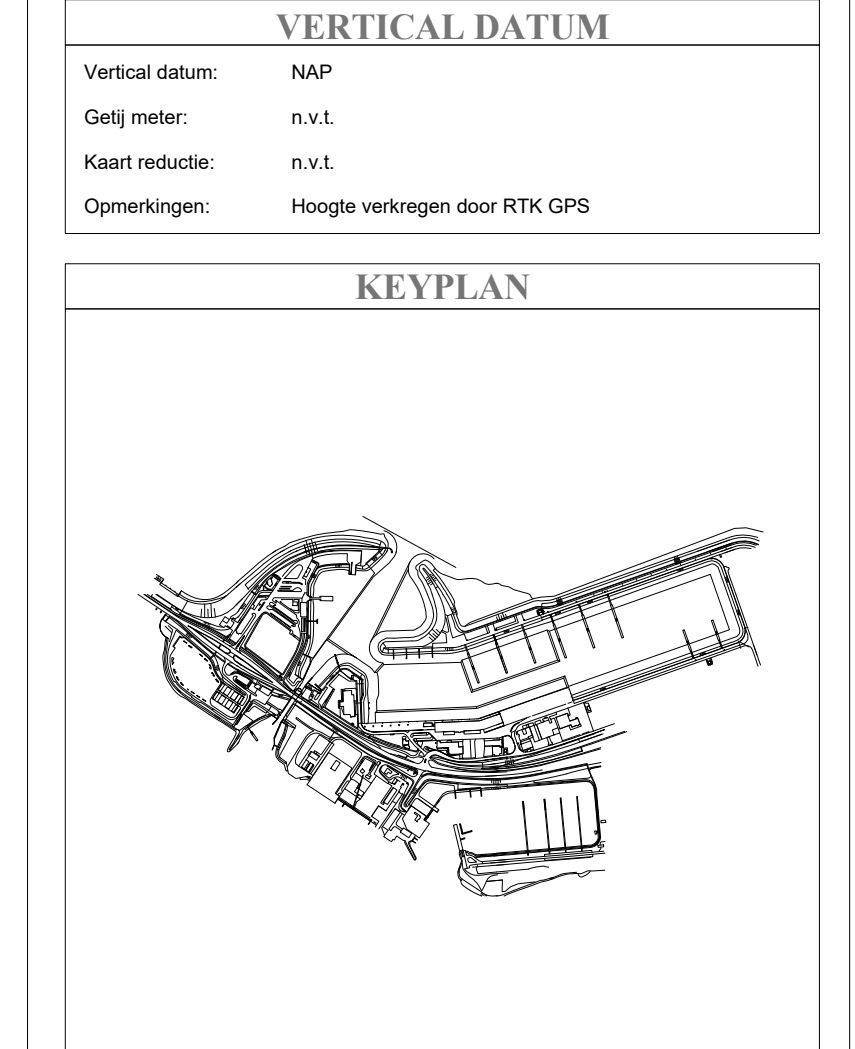 VERTICAL DATUM
Vertical datum: NAP
Getij meter: n.v.t.
Kaart reductie: n.v.t.
Opmerkingen: Hoogte verkregen door RTK GPS
KEYPLAN